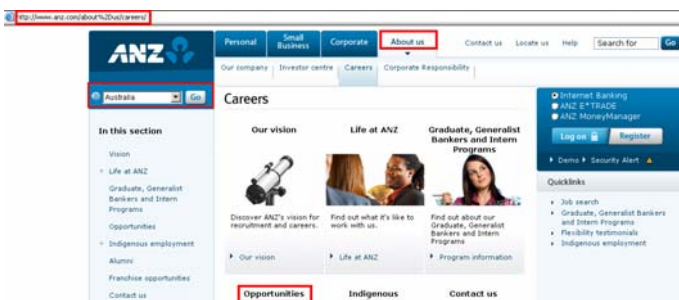 http://www.anz.com/about%2Dus/careers/
ANZ
Personal
Small Business
Corporate
About us
Contact us
Locate us
Help
Search for
Go
Our company
Investor centre
Careers
Corporate Responsibility
Australia
Go
Careers
Internet Banking
ANZ E*TRADE
ANZ MoneyManager
Log on
Register
Demo
Security Alert
In this section
Vision
Life at ANZ
Graduate, Generalist
Bankers and Intern
Programs
Opportunities
Indigenous employment
Alumni
Franchise opportunities
Contact us
Our vision
Discover ANZ's vision for
recruitment and careers.
Our vision
Life at ANZ
Find out what it's like to
work with us.
Life at ANZ
Graduate, Generalist
Bankers and Intern
Programs
Find out about our
Graduate, Generalist
Bankers and Intern
Programs
Program information
Quicklinks
Job search
Graduate, Generalist Bankers
and Intern Programs
Flexibility testimonials
Indigenous employment
Opportunities
Indigenous
Contact us